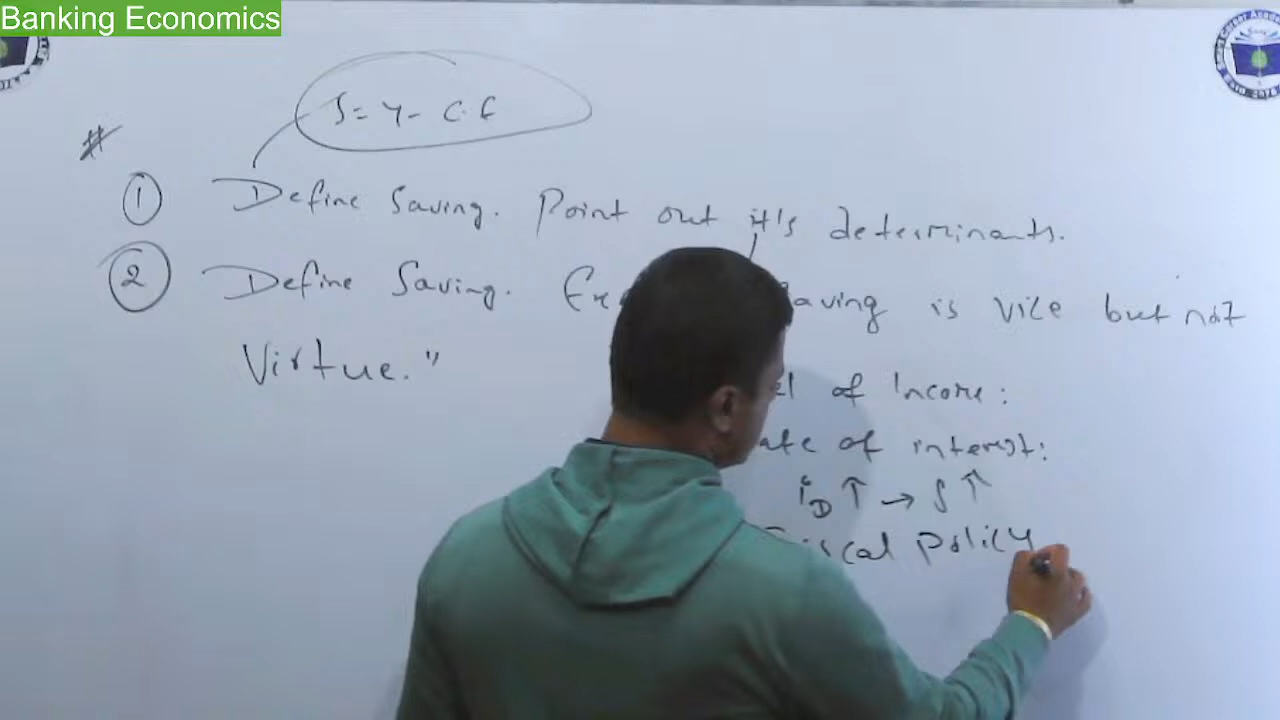 Banking Economics
S = Y - C.E
#
① Define Saving. Point out it's determinants.
② Define Saving. Saving is vice but not
Virtue."
of Income:
of interest:
i_D ↑ → S ↑
Fiscal Policy